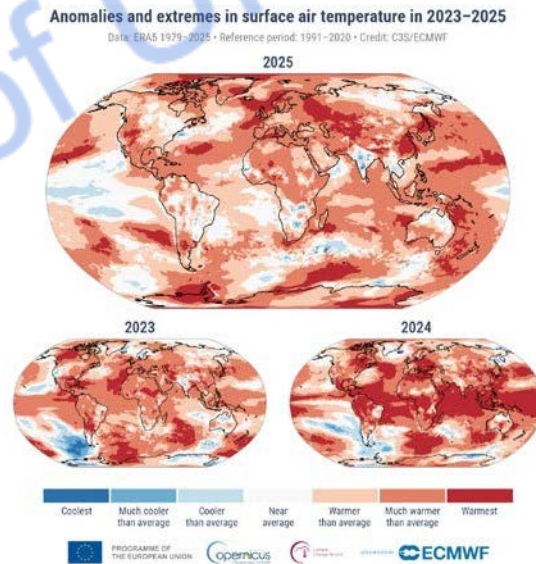 Anomalies and extremes in surface air temperature in 2023–2025
Data: ERA5 1979–2025 • Reference period: 1991–2020 • Credit: C3S/ECMWF
2025
2023
2024
Coolest
Much cooler
than average
Cooler
than average
Near
average
Warmer
than average
Much warmer
than average
Warmest
PROGRAMME OF
THE EUROPEAN UNION
opernicus
ECMWF